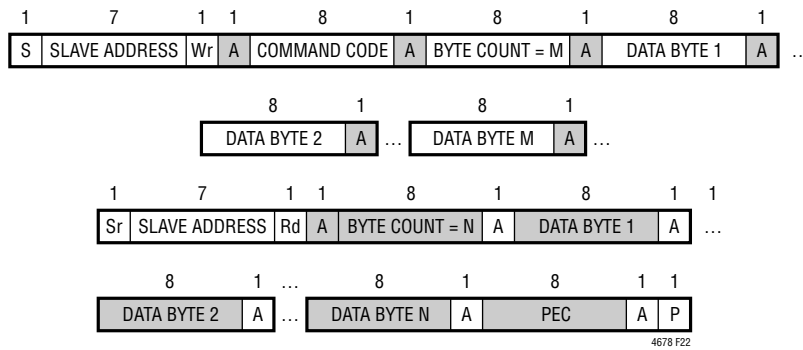 1 7 1 1 8 1 8 1 8 1
S SLAVE ADDRESS Wr A COMMAND CODE A BYTE COUNT = M A DATA BYTE 1 A ..
8 1 8 1
DATA BYTE 2 A ... DATA BYTE M A ...
1 7 1 1 8 1 8 1 1
Sr SLAVE ADDRESS Rd A BYTE COUNT = N A DATA BYTE 1 A ...
8 1 ... 8 1 8 1 1
DATA BYTE 2 A ... DATA BYTE N A PEC A P
4678 F22